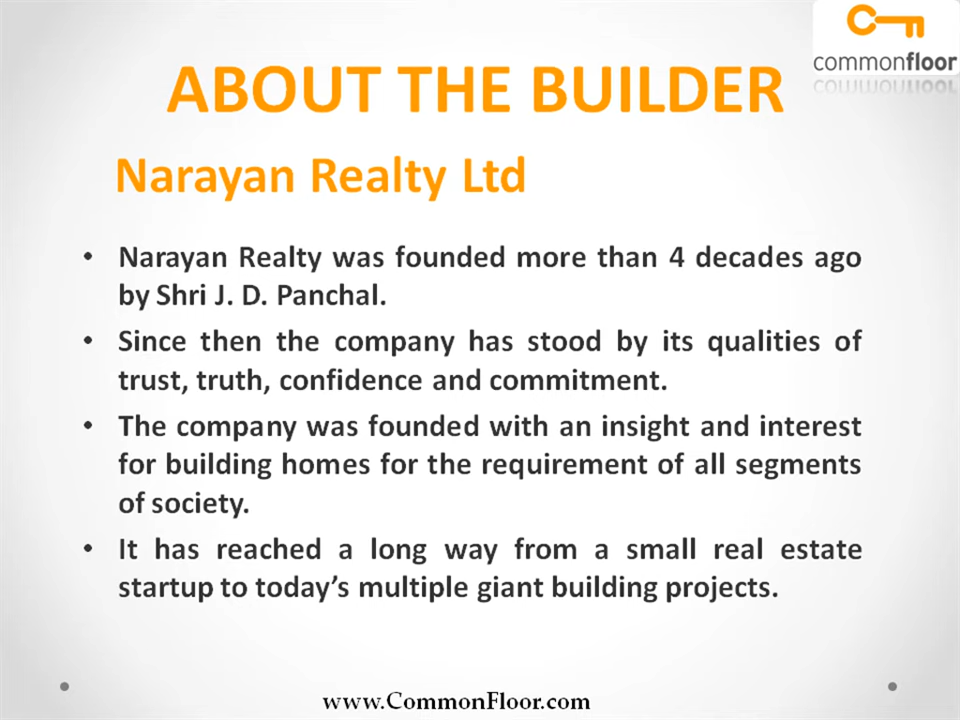 commonfloor
ABOUT THE BUILDER
Narayan Realty Ltd
• Narayan Realty was founded more than 4 decades ago
by Shri J. D. Panchal.
• Since then the company has stood by its qualities of
trust, truth, confidence and commitment.
• The company was founded with an insight and interest
for building homes for the requirement of all segments
of society.
• It has reached a long way from a small real estate
startup to today’s multiple giant building projects.
www.CommonFloor.com